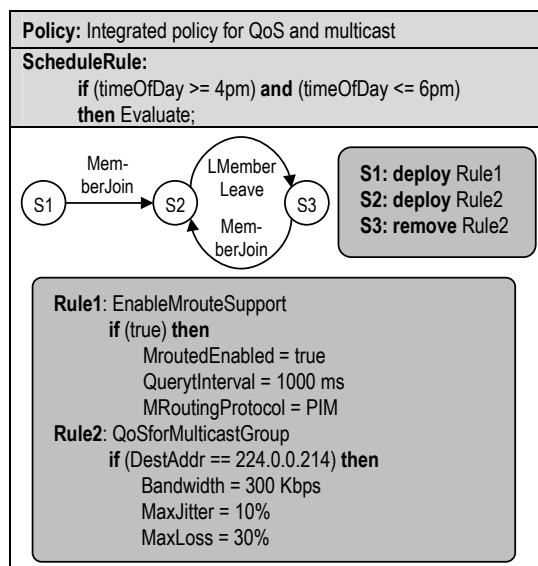 Policy: Integrated policy for QoS and multicast
ScheduleRule:
if (timeOfDay >= 4pm) and (timeOfDay <= 6pm)
then Evaluate;
Mem-
berJoin
LMember
Leave
Mem-
berJoin
S1
S2
S3
S1: deploy Rule1
S2: deploy Rule2
S3: remove Rule2
Rule1: EnableMrouteSupport
if (true) then
MroutedEnabled = true
QuerytInterval = 1000 ms
MRoutingProtocol = PIM
Rule2: QoSforMulticastGroup
if (DestAddr == 224.0.0.214) then
Bandwidth = 300 Kbps
MaxJitter = 10%
MaxLoss = 30%